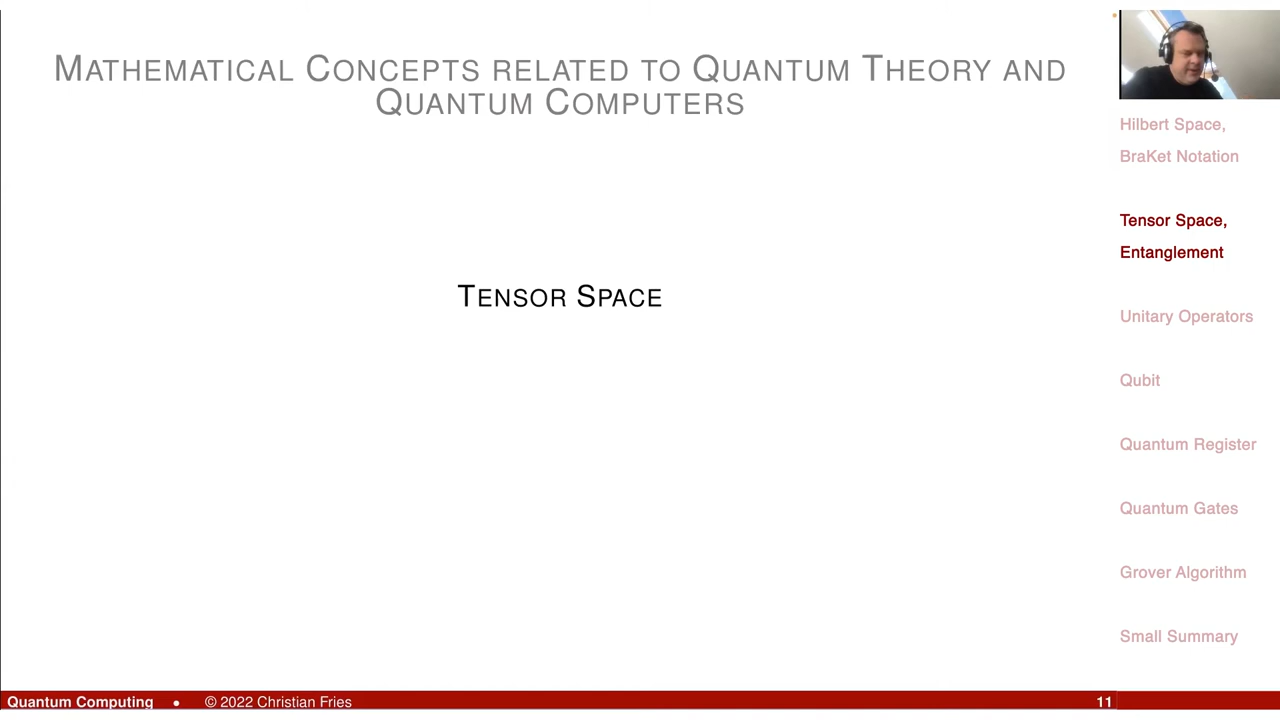 MATHEMATICAL CONCEPTS RELATED TO QUANTUM THEORY AND
QUANTUM COMPUTERS
TENSOR SPACE
Hilbert Space,
BraKet Notation
Tensor Space,
Entanglement
Unitary Operators
Qubit
Quantum Register
Quantum Gates
Grover Algorithm
Small Summary
Quantum Computing • © 2022 Christian Fries 11